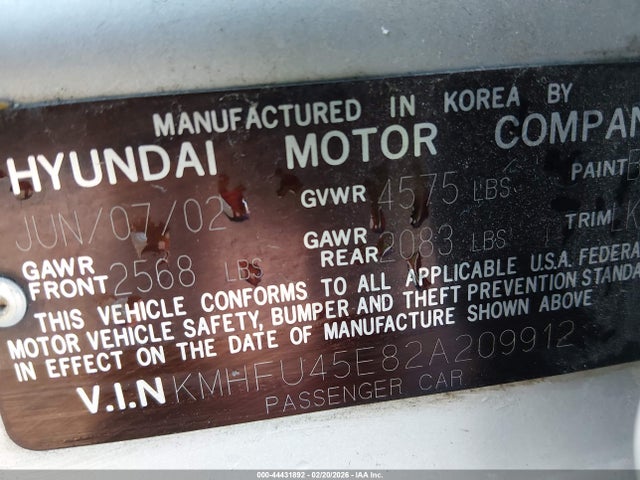 MANUFACTURED IN KOREA BY
HYUNDAI MOTOR COMPAN
JUN/07/02 GVWR 4575 LBS PAINT
GAWR FRONT 2568 LBS GAWR REAR 2083 LBS TRIM
THIS VEHICLE CONFORMS TO ALL APPLICABLE U.S.A. FEDERA
MOTOR VEHICLE SAFETY, BUMPER AND THEFT PREVENTION STANDA
IN EFFECT ON THE DATE OF MANUFACTURE SHOWN ABOVE
V.I.N KMHFU45E82A209912
PASSENGER CAR
000-44431892 | 02/20/2026 - IAA Inc. | Copyright